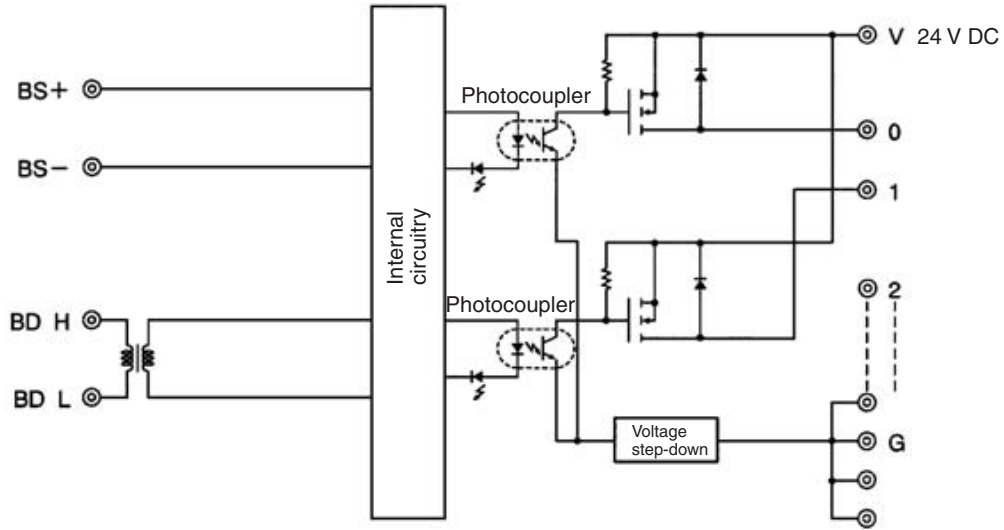 V 24 V DC
BS+
Photocoupler
0
BS−
1
Internal
circuitry
2
Photocoupler
BD H
BD L
Voltage
step-down
G